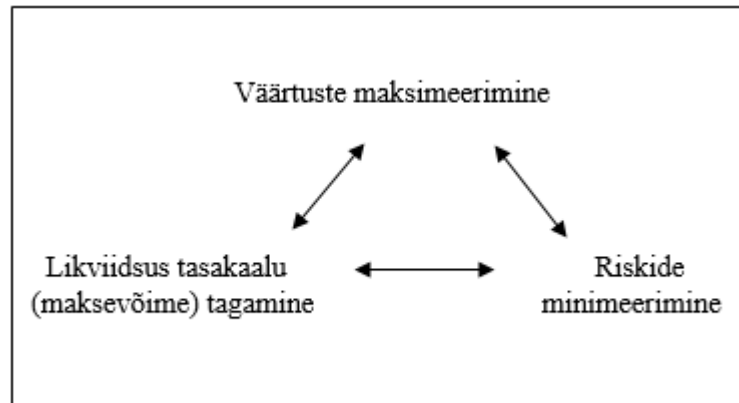 Väärtuste maksimeerimine
Likviidsus tasakaalu
(maksevõime) tagamine
Riskide
minimeerimine